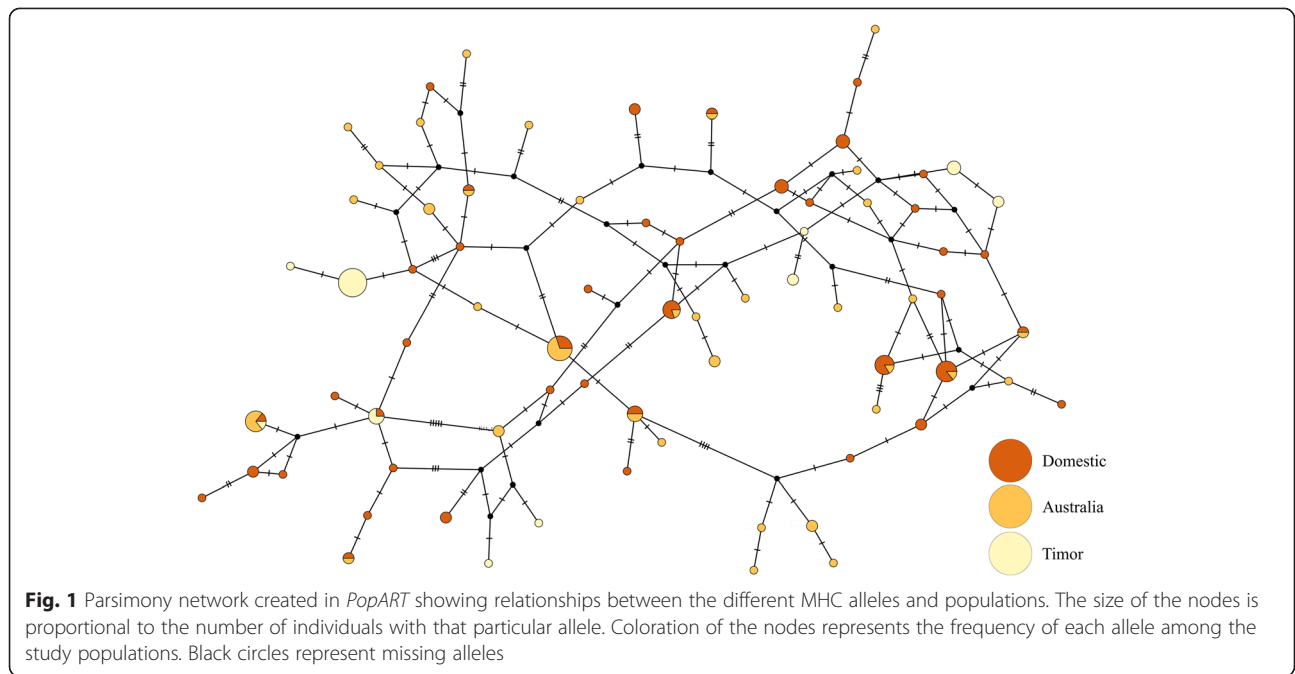 Domestic
Australia
Timor
Fig. 1 Parsimony network created in PopART showing relationships between the different MHC alleles and populations. The size of the nodes is
proportional to the number of individuals with that particular allele. Coloration of the nodes represents the frequency of each allele among the
study populations. Black circles represent missing alleles